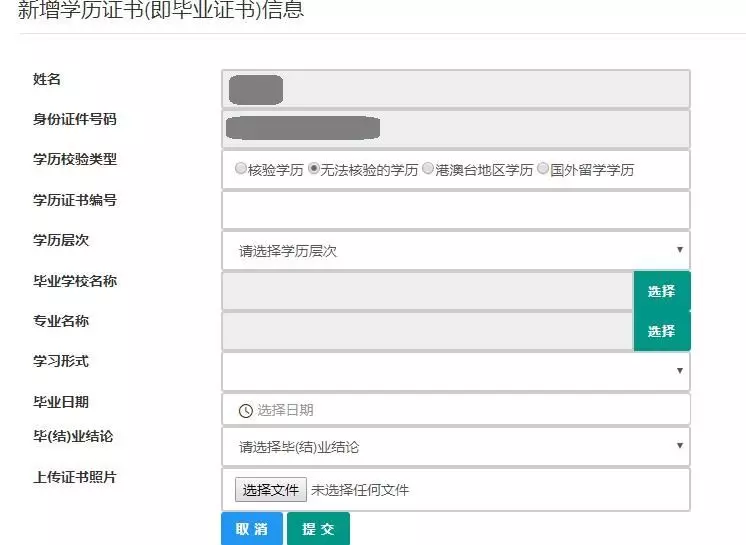 新增学历证书(即毕业证书)信息
姓名
身份证件号码
学历校验类型 核验学历 无法核验的学历 港澳台地区学历 国外留学学历
学历证书编号
学历层次 请选择学历层次
毕业学校名称 选择
专业名称 选择
学习形式
毕业日期 选择日期
毕(结)业结论 请选择毕(结)业结论
上传证书照片 选择文件 未选择任何文件
取 消 提 交